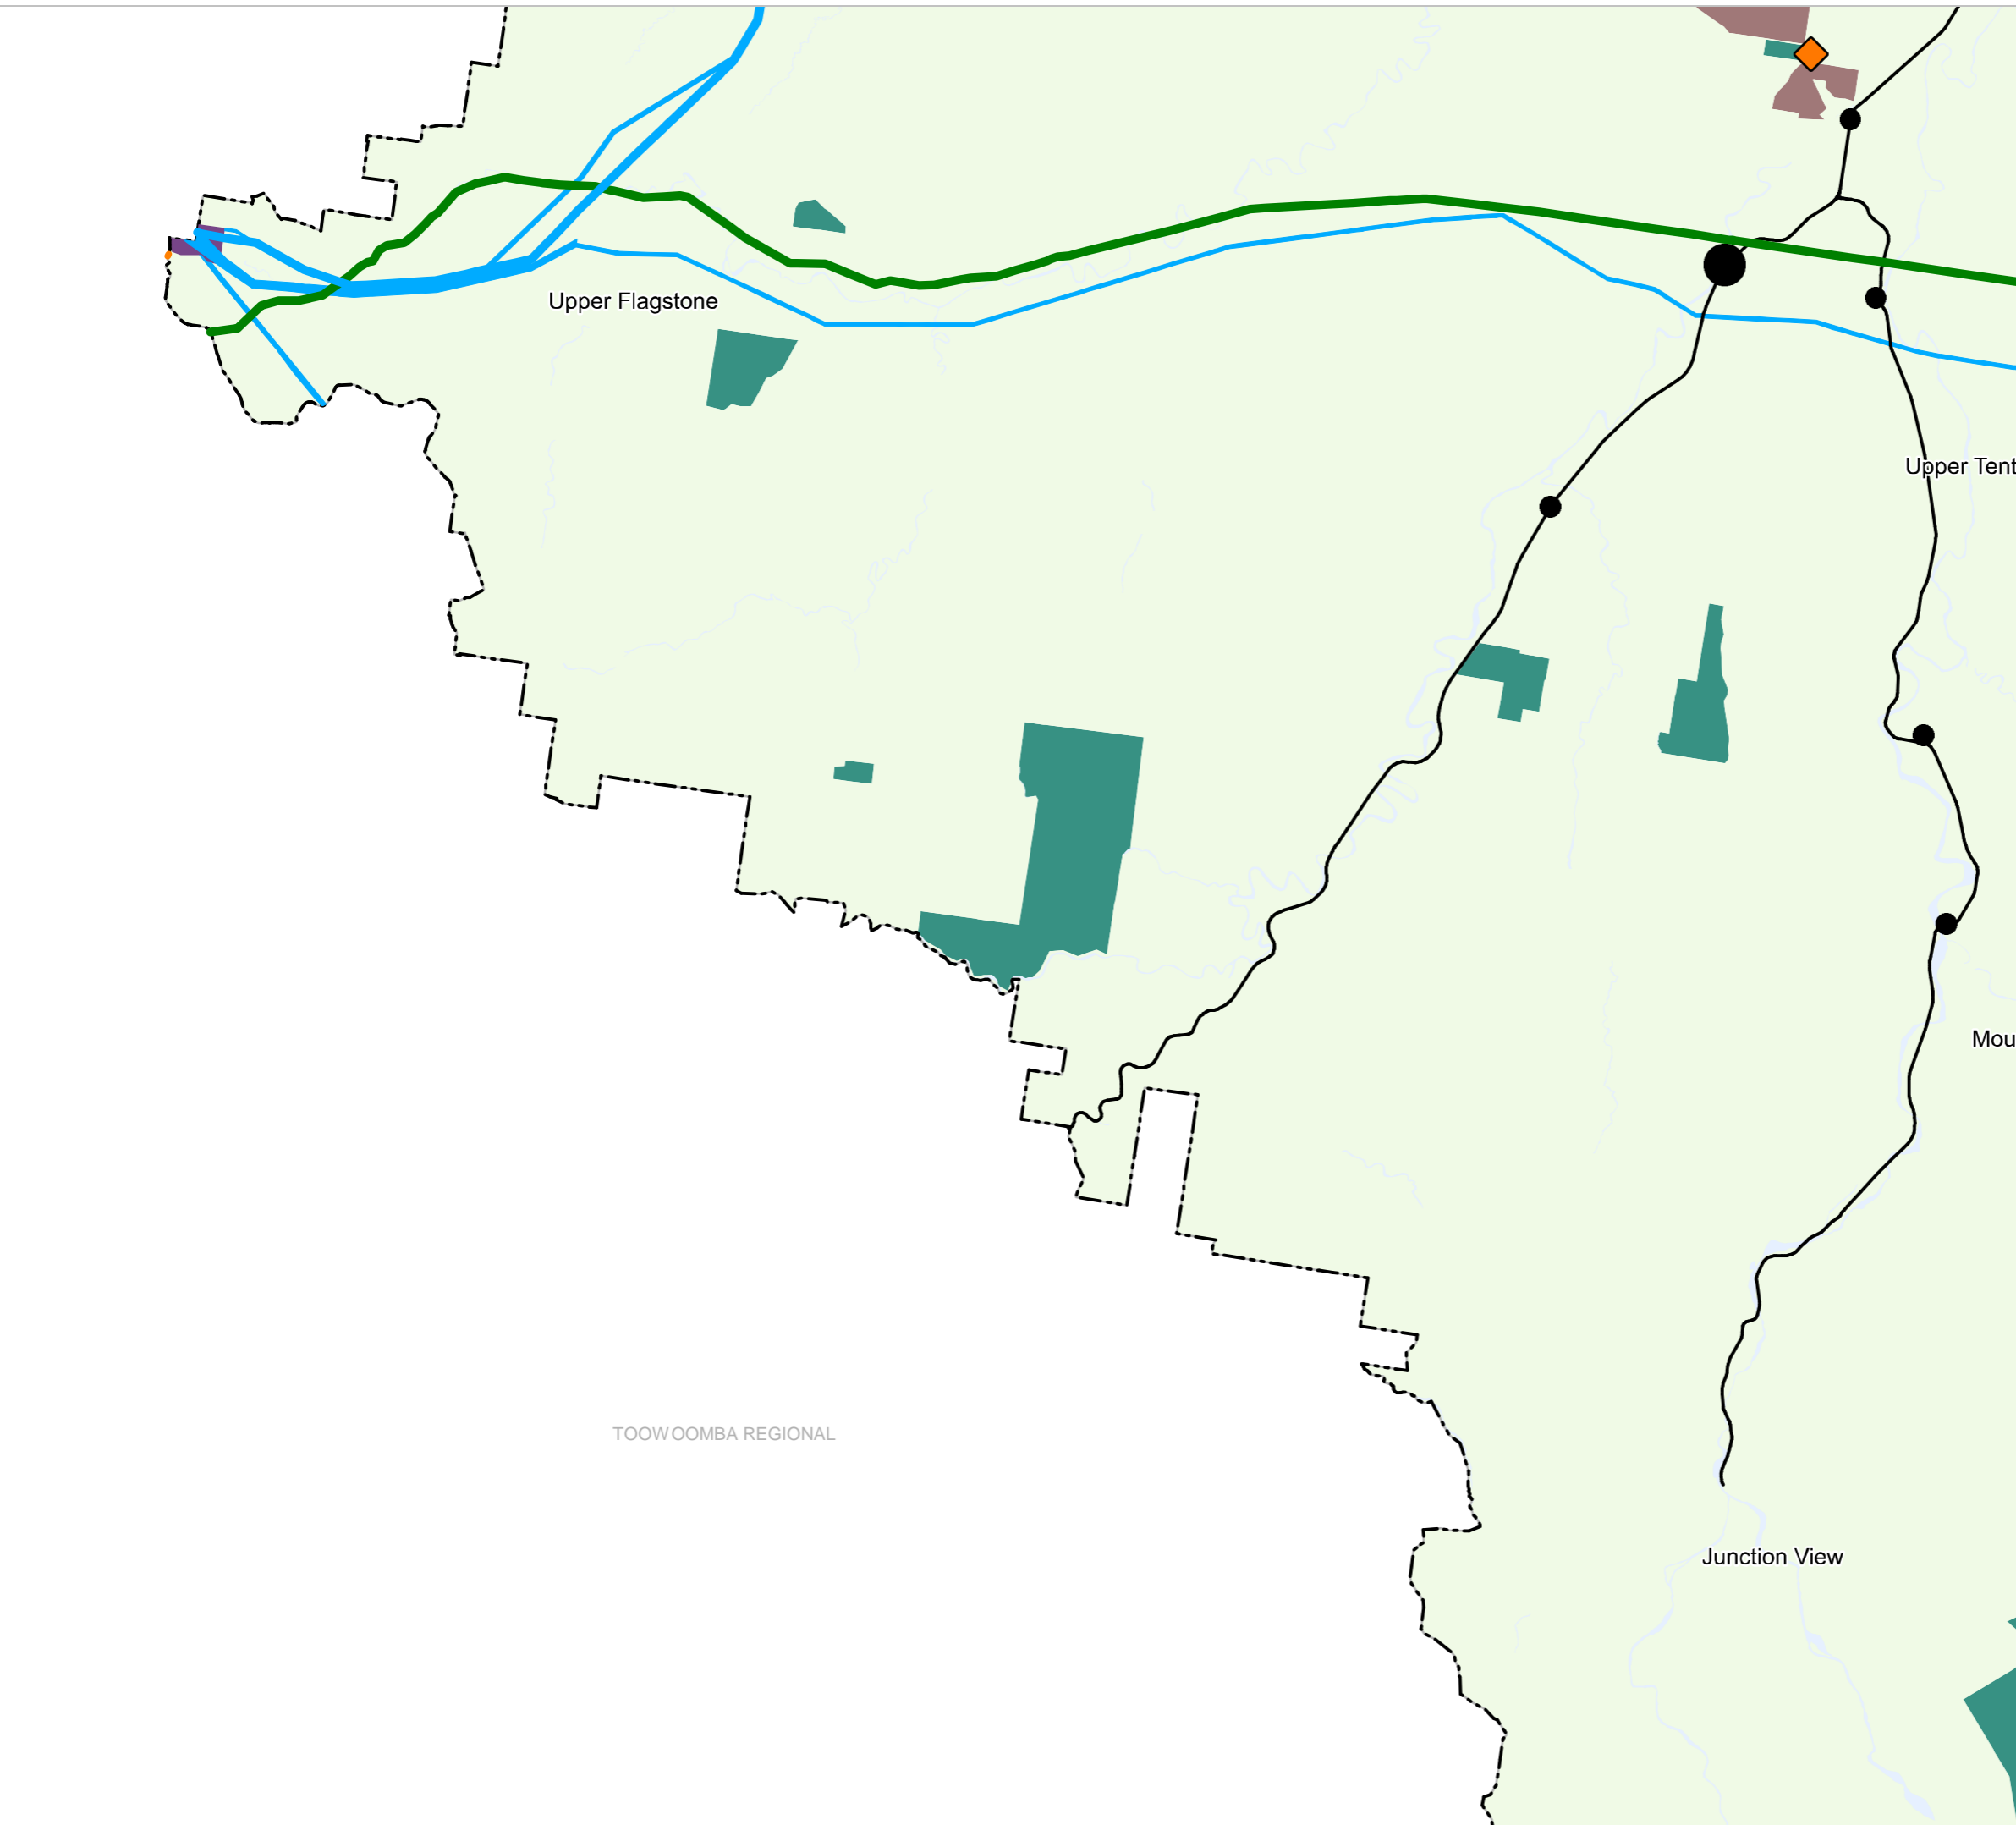 Upper Flagstone
Upper Tent
Mou
TOOWOOMBA REGIONAL
Junction View